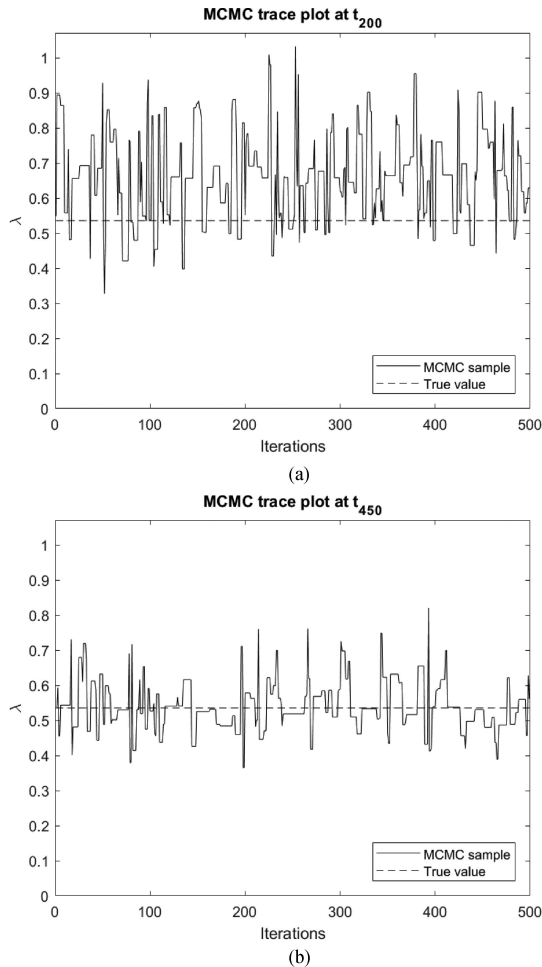 MCMC trace plot at t200
1
0.9
0.8
0.7
0.6
0.5
0.4
0.3
0.2
0.1
0
λ
MCMC sample
True value
0 100 200 300 400 500
Iterations
(a)
MCMC trace plot at t450
1
0.9
0.8
0.7
0.6
0.5
0.4
0.3
0.2
0.1
0
λ
MCMC sample
True value
0 100 200 300 400 500
Iterations
(b)